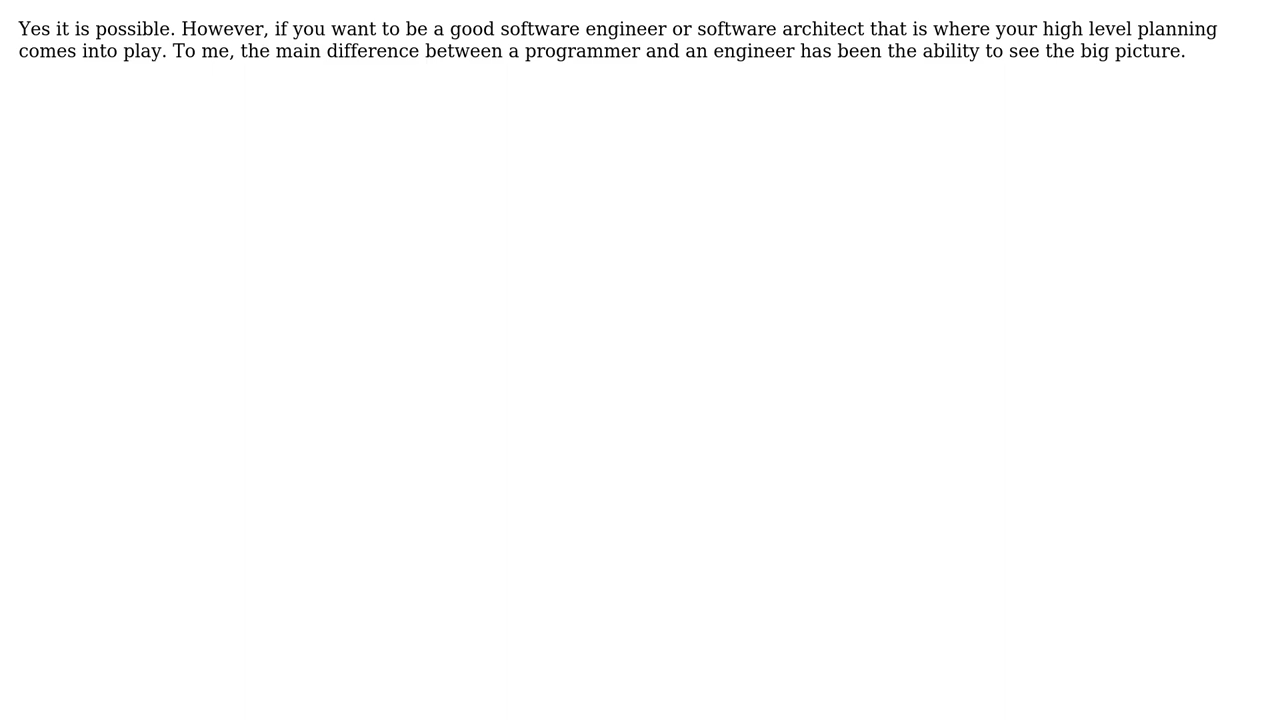 Yes it is possible. However, if you want to be a good software engineer or software architect that is where your high level planning
comes into play. To me, the main difference between a programmer and an engineer has been the ability to see the big picture.